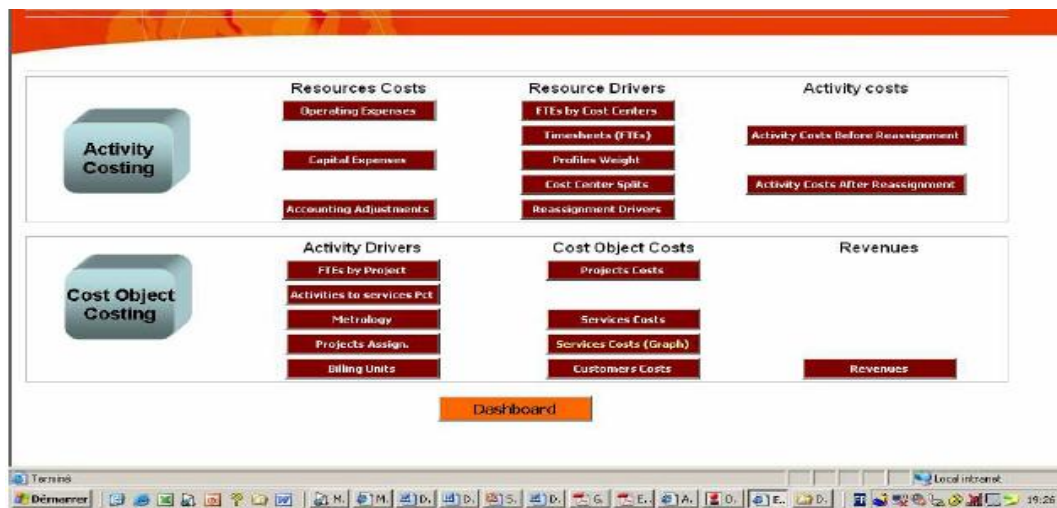 Resources Costs
Resource Drivers
Activity costs
Activity
Costing
Operating Expenses
Capital Expenses
Accounting Adjustments
FTEs by Cost Centers
Timesheets (FTEs)
Profiles Weight
Cost Center Splits
Reassignment Drivers
Activity Costs Before Reassignment
Activity Costs After Reassignment
Activity Drivers
Cost Object Costs
Revenues
Cost Object
Costing
FTEs by Project
Activities to services Pct
Metrology
Projects Assign.
Billing Units
Projects Costs
Services Costs
Services Costs (Graph)
Customers Costs
Revenues
Dashboard
Terminé
Local intranet
Démarrer
M.
M.
D.
D.
S.
D.
G.
E.
A.
O.
E.
D.
19:26